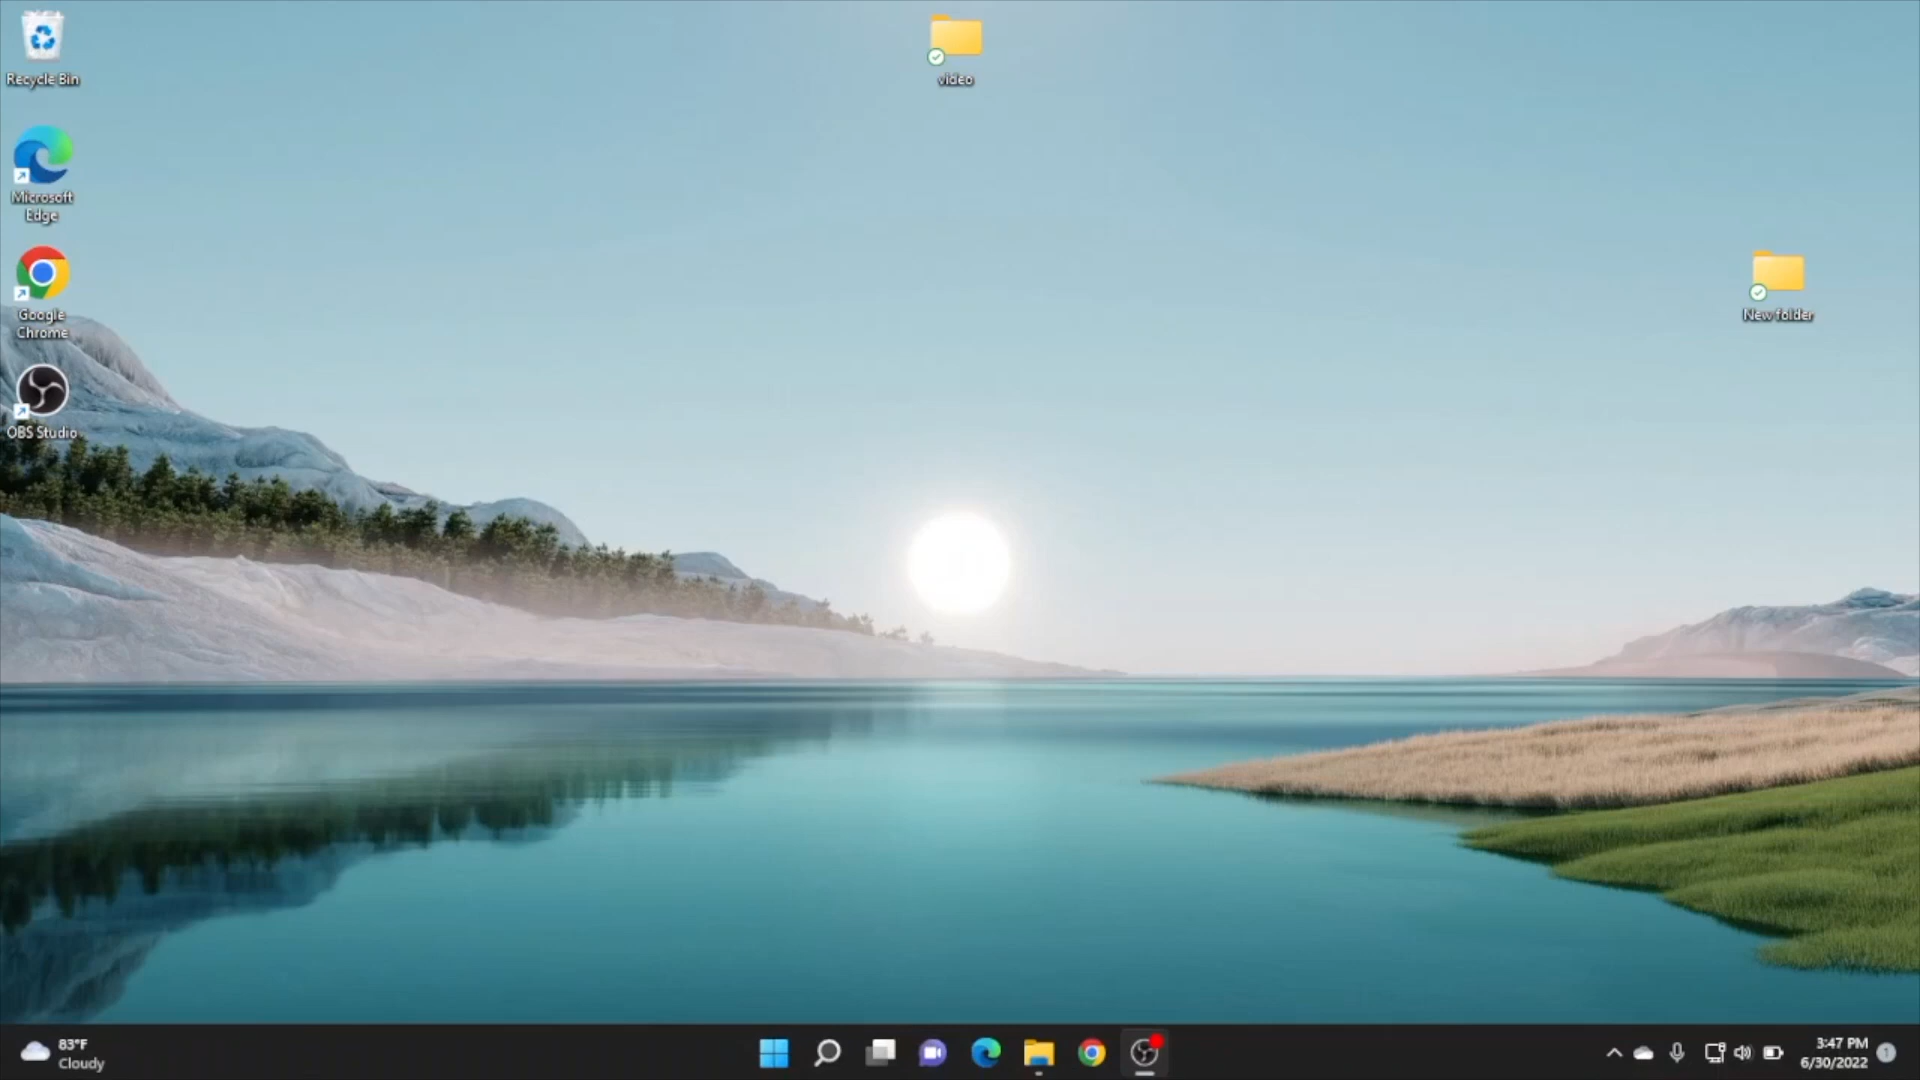 Recycle Bin
video
Microsoft
Edge
Google
Chrome
New folder
OBS Studio
83°F
Cloudy
3:47 PM
6/30/2022
1